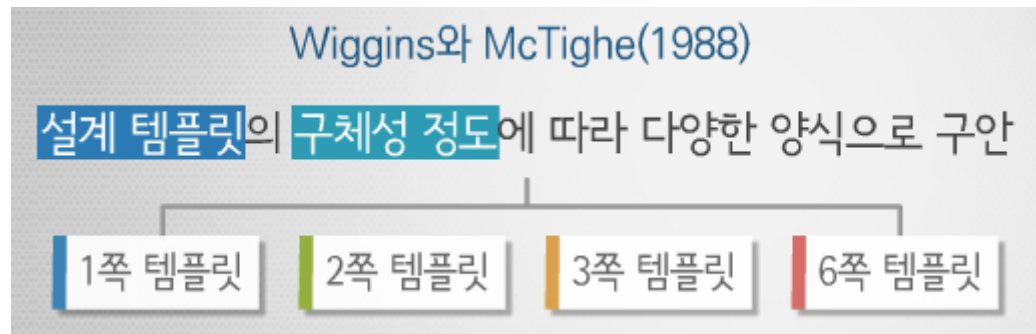 Wiggins와 McTighe(1988)
설계 템플릿의 구체성 정도에 따라 다양한 양식으로 구안
1쪽 템플릿 2쪽 템플릿 3쪽 템플릿 6쪽 템플릿